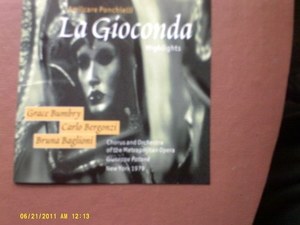 Amilcare Ponchielli
La Gioconda
Highlights
Grace Bumbry
Carlo Bergonzi
Bruna Baglioni
Chorus and Orchestra
of the Metropolitan Opera
Giuseppe Patanè
New York 1979
06/21/2011 AM 12:13